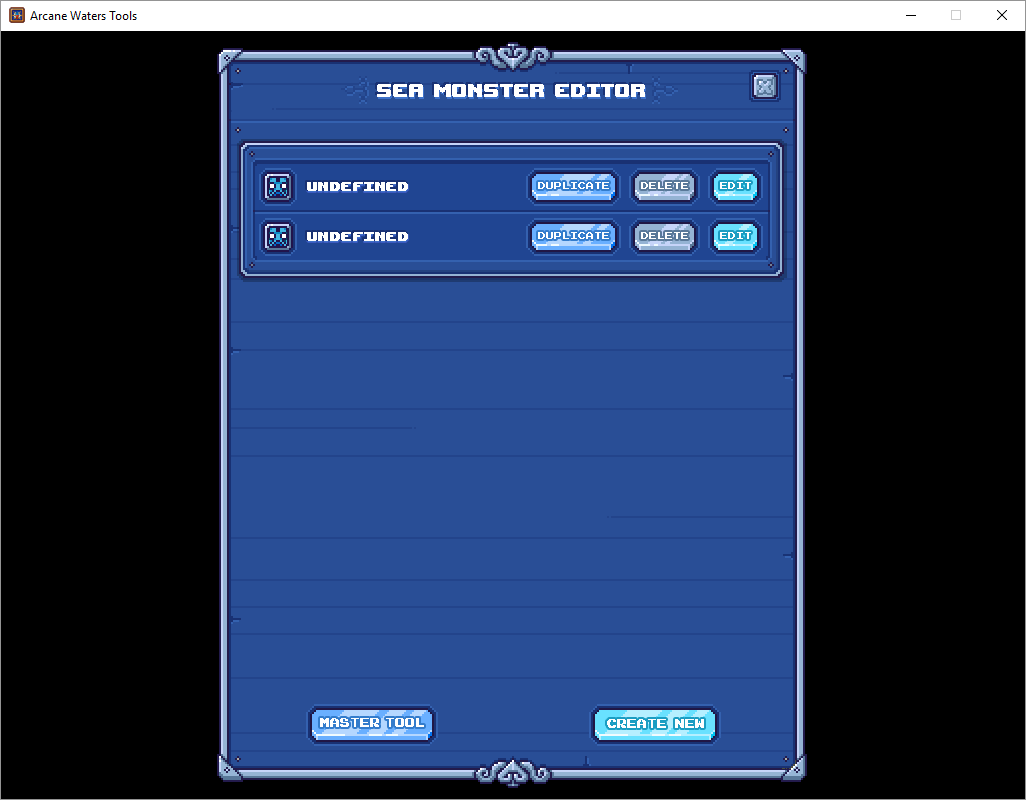 Arcane Waters Tools
SEA MONSTER EDITOR
UNDEFINED DUPLICATE DELETE EDIT
UNDEFINED DUPLICATE DELETE EDIT
MASTER TOOL CREATE NEW